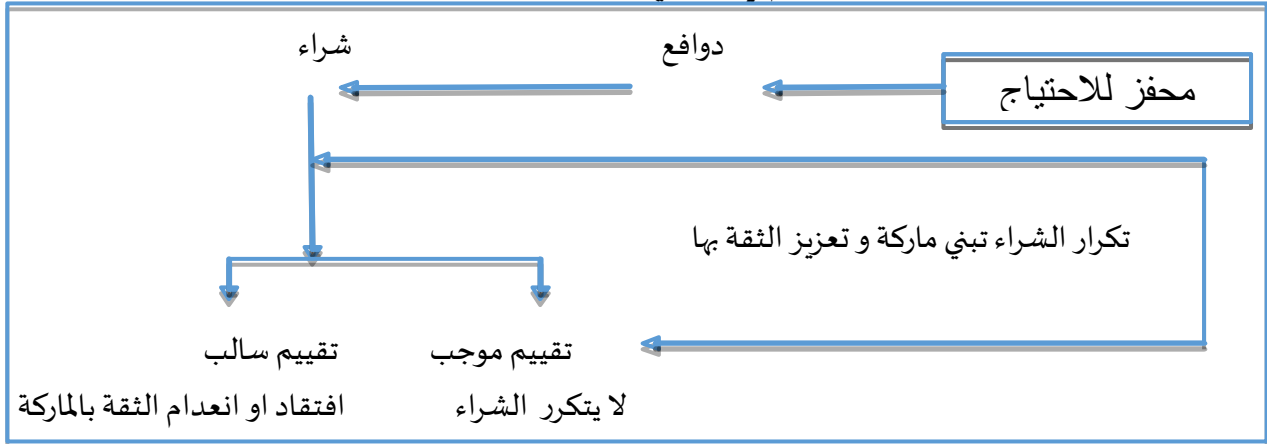 شراء
دوافع
محفز للاحتياج
تكرار الشراء تبني ماركة و تعزيز الثقة بها
تقييم موجب
تقييم سالب
لا يتكرر الشراء
افتقاد او انعدام الثقة بالماركة